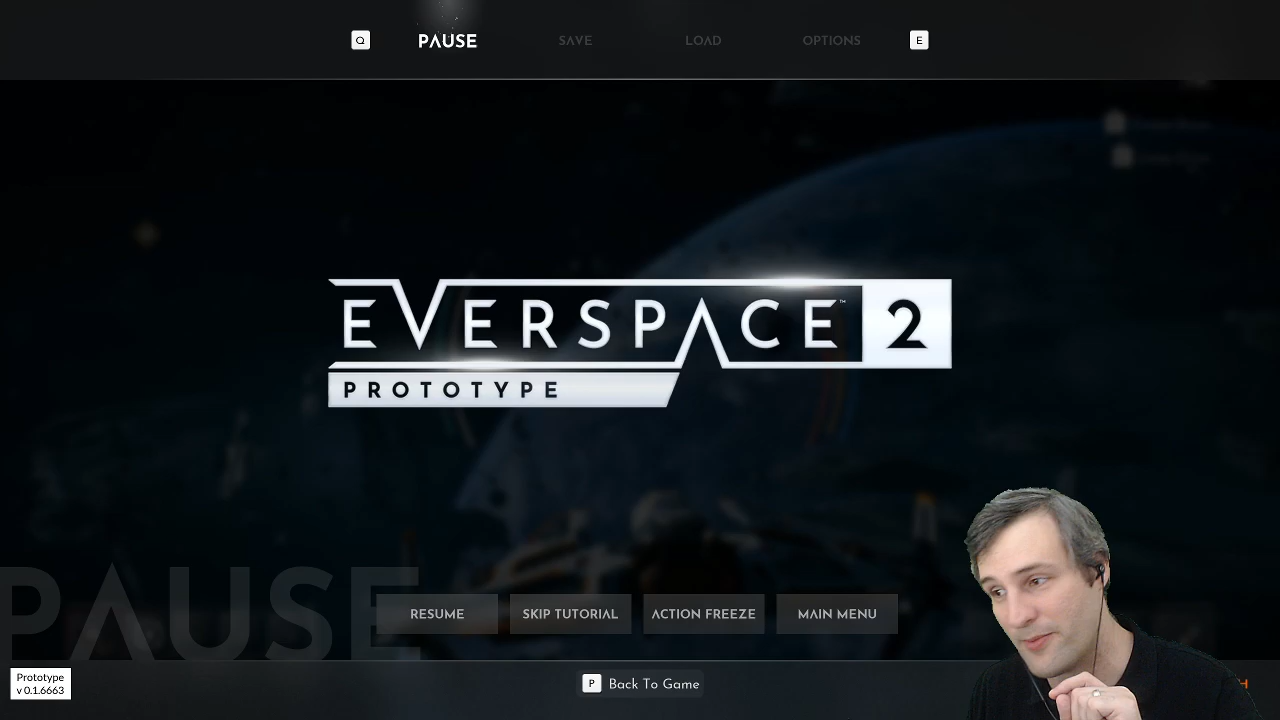 Q PAUSE SAVE LOAD OPTIONS E
EVERSPACE™ 2
PROTOTYPE
PAUSE
RESUME SKIP TUTORIAL ACTION FREEZE MAIN MENU
P Back To Game
Prototype
v 0.1.6663